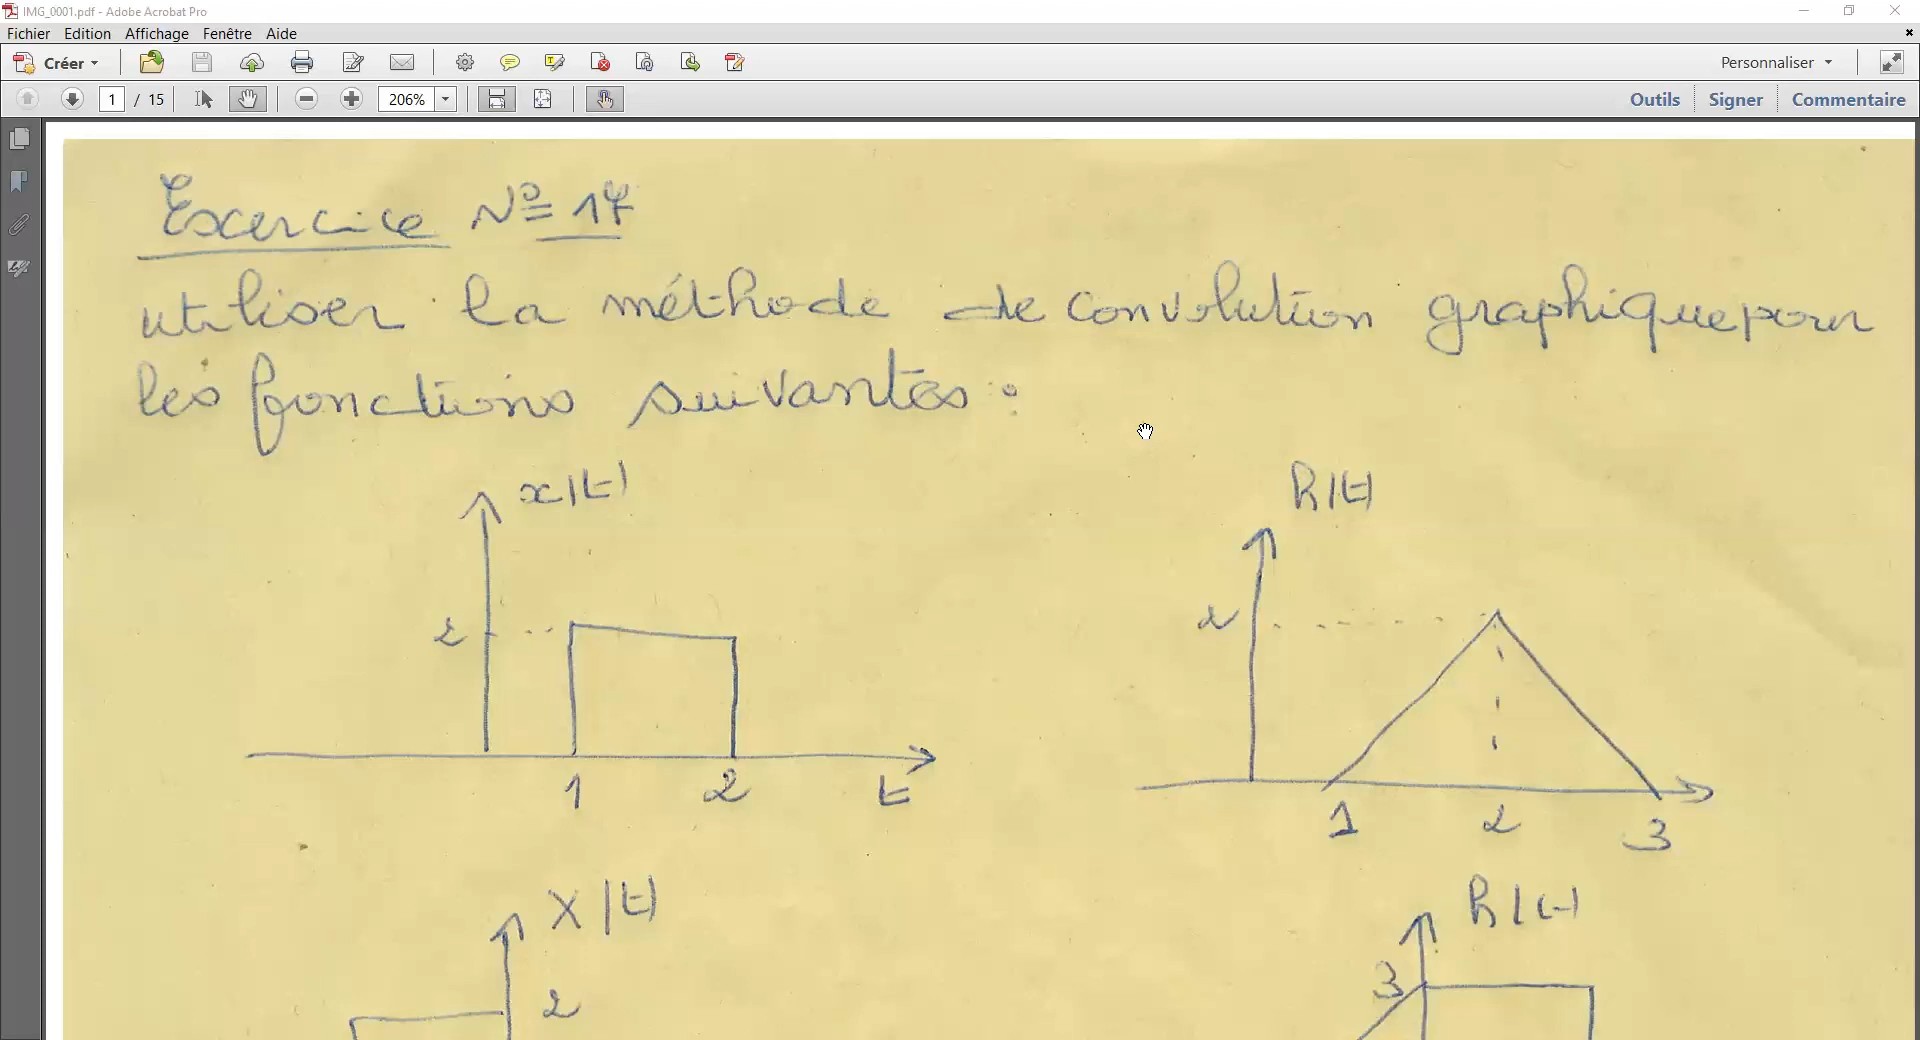 IMG_0001.pdf - Adobe Acrobat Pro
Fichier Edition Affichage Fenêtre Aide
Créer Personnaliser
1 / 15 206% Outils Signer Commentaire
Exercice N° 17
utiliser la méthode de convolution graphique pour
les fonctions suivantes :
x(t) h(t)
2 2
1 2 t 1 2 3
X(t) h(t)
2 3